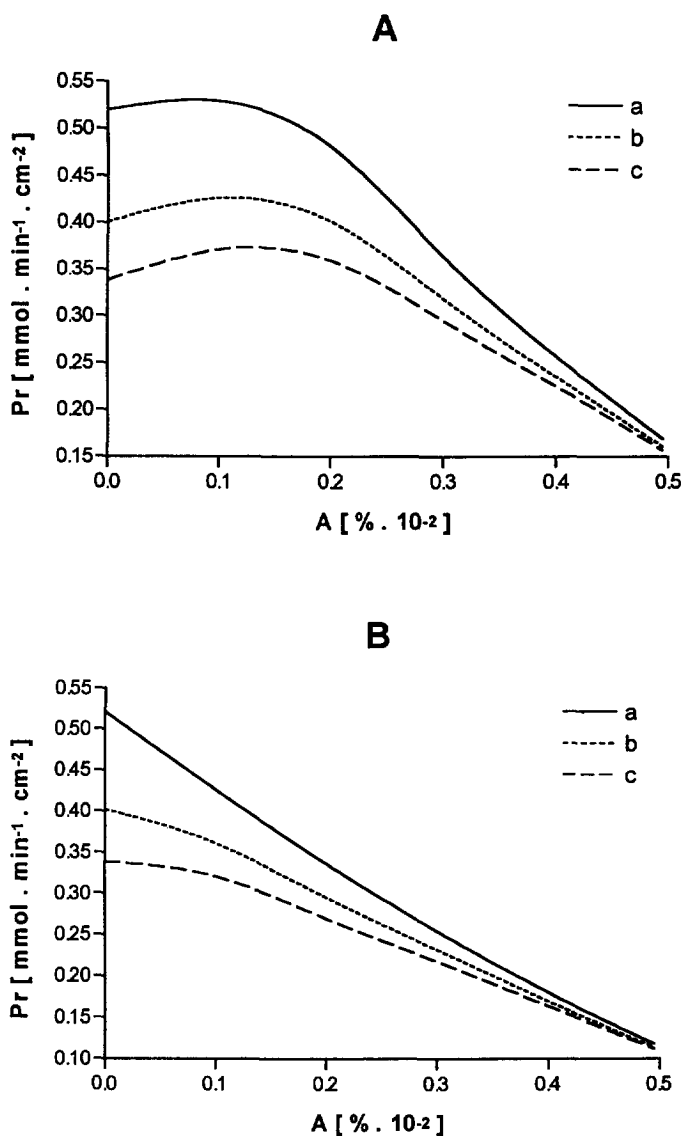 A
0.55
0.50
0.45
0.40
0.35
0.30
0.25
0.20
0.15
Pr [ mmol . min-1 . cm-2 ]
a
b
c
0.0 0.1 0.2 0.3 0.4 0.5
A [ % . 10-2 ]
B
0.55
0.50
0.45
0.40
0.35
0.30
0.25
0.20
0.15
0.10
Pr [ mmol . min-1 . cm-2 ]
a
b
c
0.0 0.1 0.2 0.3 0.4 0.5
A [ % . 10-2 ]